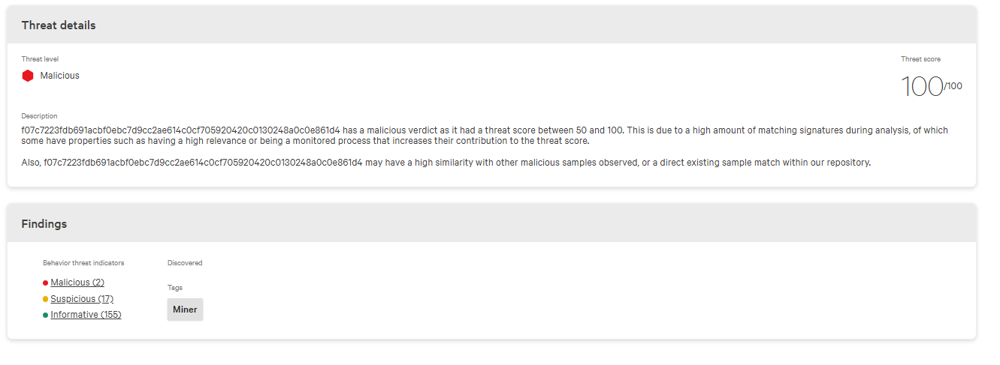 Threat details
Threat level
Threat score
Malicious
100/100
Description
f07c7223fdb691acbf0ebc7d9cc2ae614c0cf705920420c0130248a0c0e861d4 has a malicious verdict as it had a threat score between 50 and 100. This is due to a high amount of matching signatures during analysis, of which
some have properties such as having a high relevance or being a monitored process that increases their contribution to the threat score.
Also, f07c7223fdb691acbf0ebc7d9cc2ae614c0cf705920420c0130248a0c0e861d4 may have a high similarity with other malicious samples observed, or a direct existing sample match within our repository.
Findings
Behavior threat indicators
Malicious (2)
Suspicious (17)
Informative (155)
Discovered
Tags
Miner